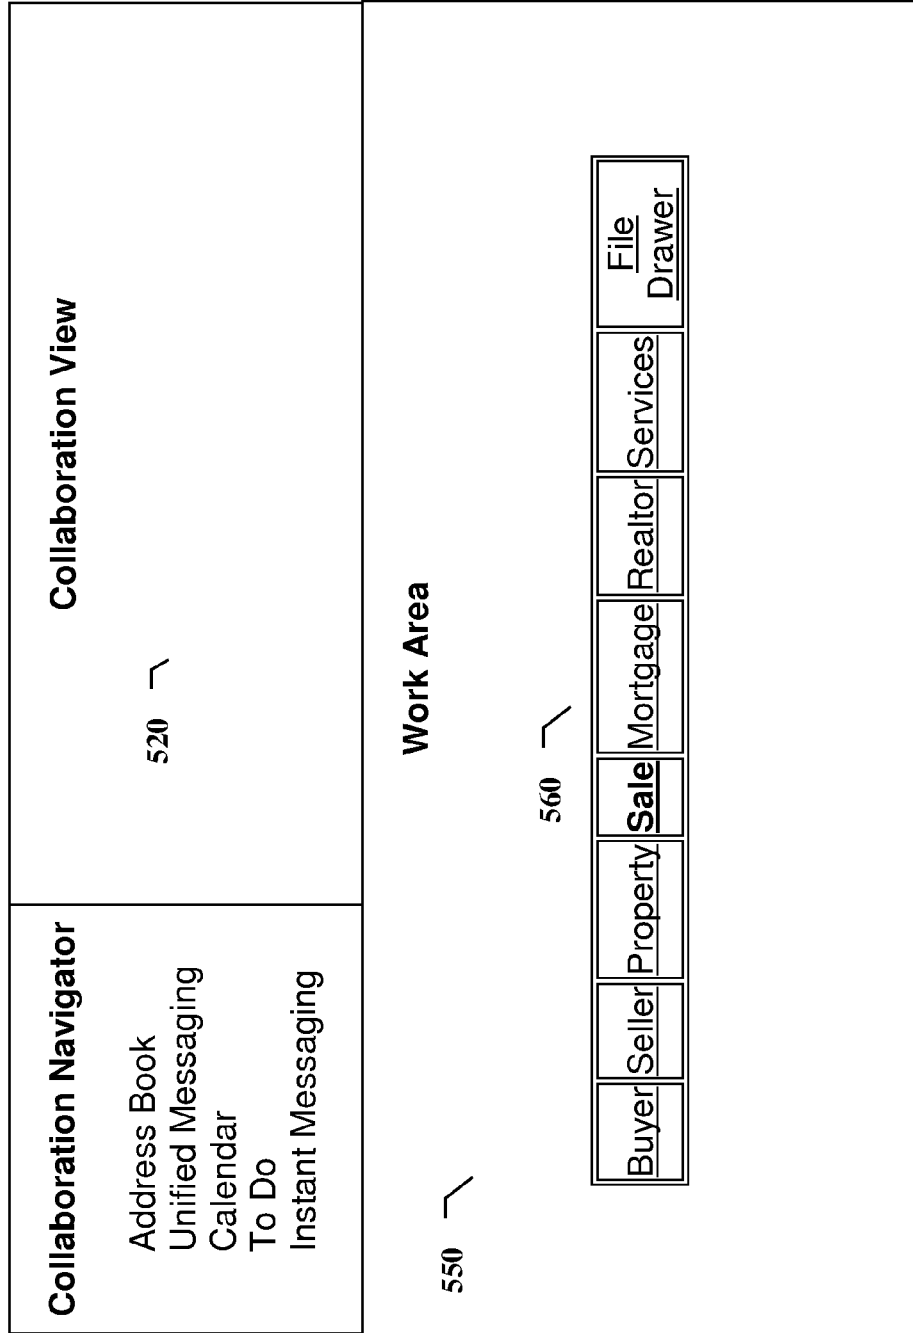 Collaboration Navigator
Address Book
Unified Messaging
Calendar
To Do
Instant Messaging
Collaboration View
520
Work Area
550
560
Buyer Seller Property Sale Mortgage Realtor Services File
Drawer